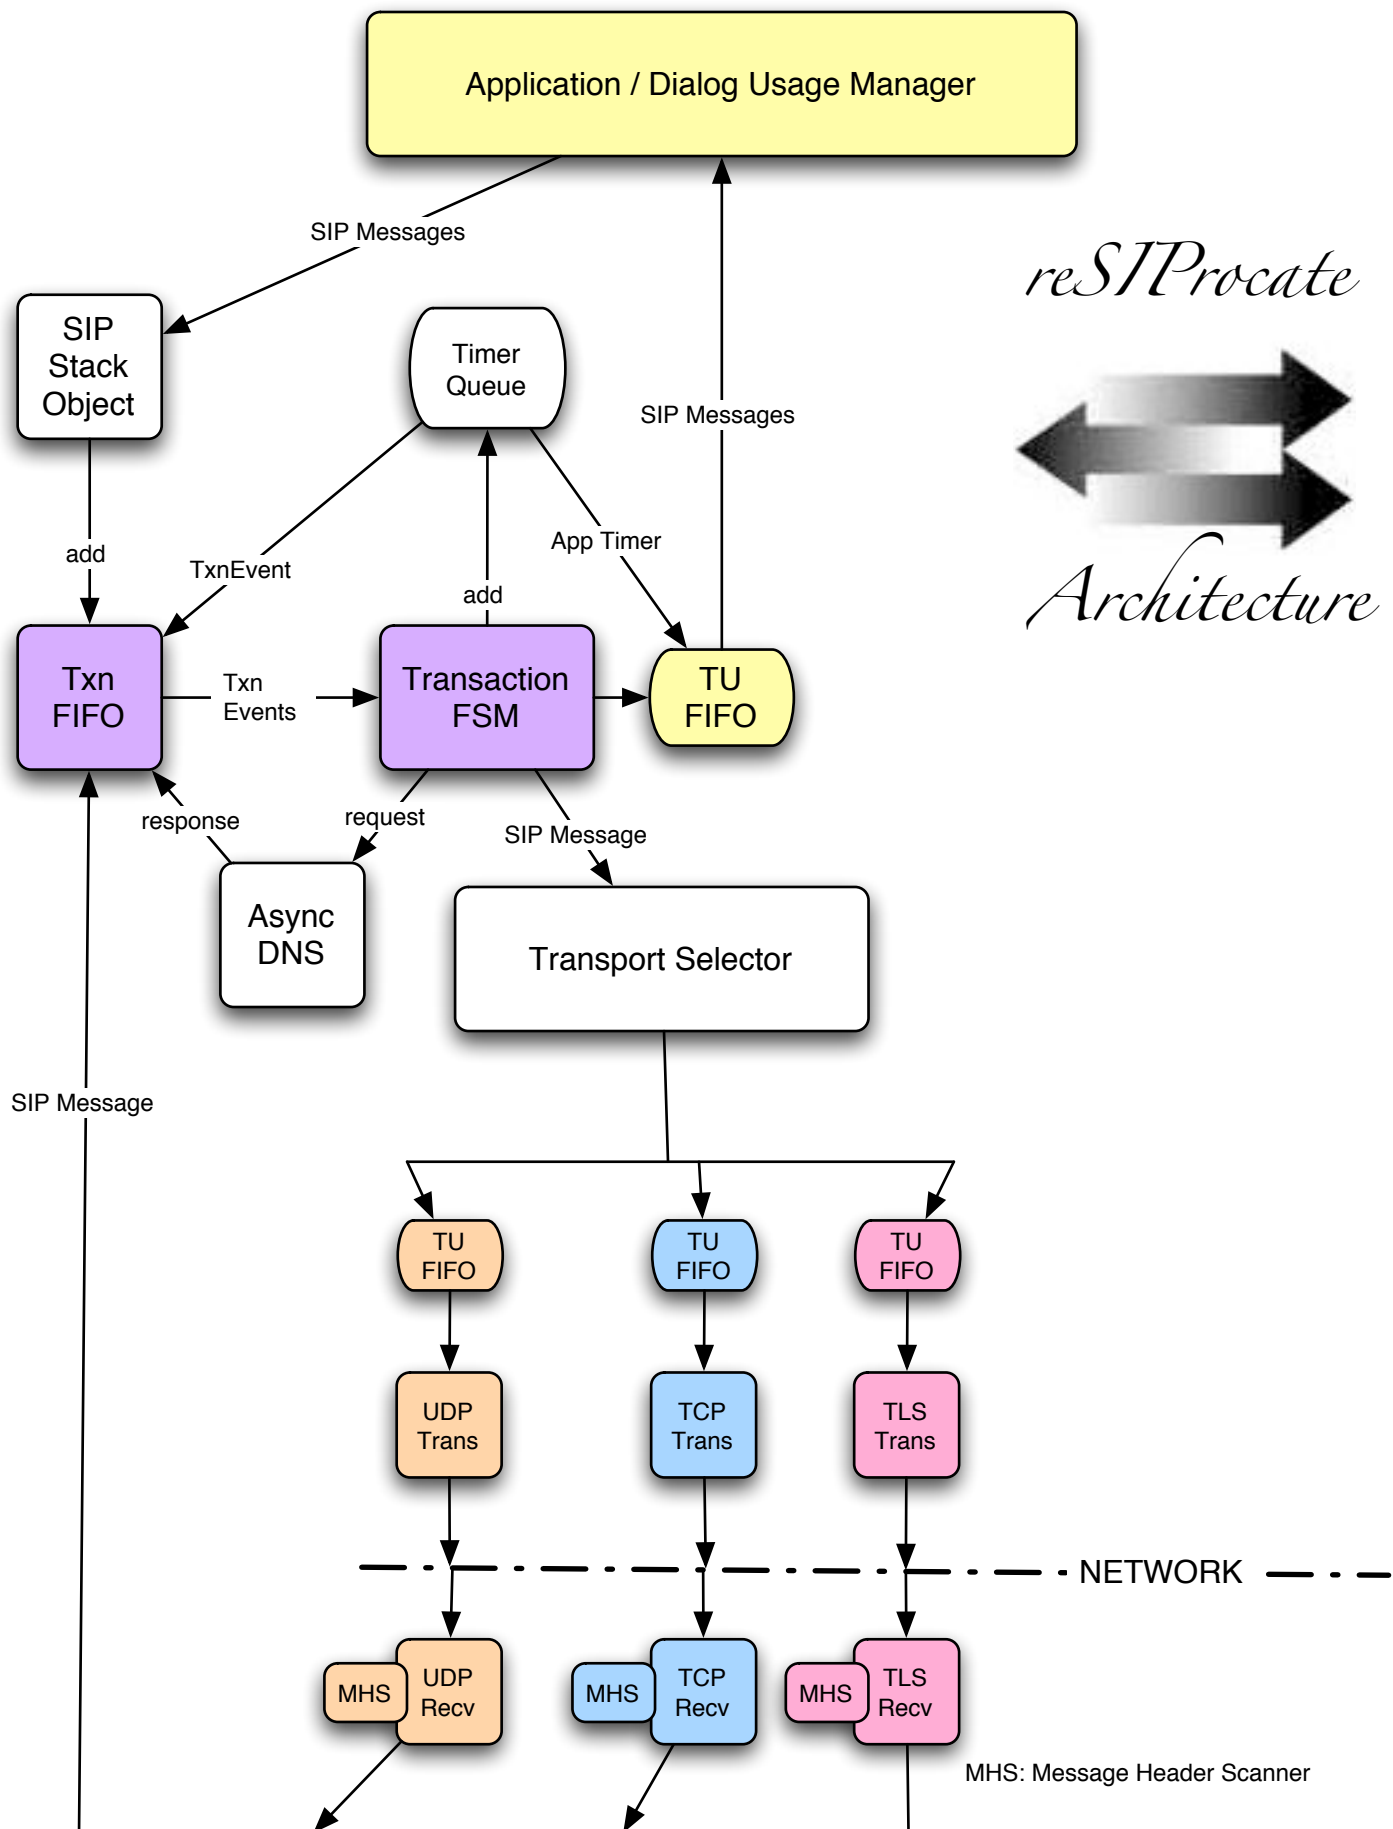 Application / Dialog Usage Manager
SIP Messages
reSIProcate
SIP
Stack
Object
Timer
Queue
SIP Messages
add
TxnEvent
add
App Timer
Architecture
Txn
FIFO
Txn
Events
Transaction
FSM
TU
FIFO
response
request
SIP Message
Async
DNS
Transport Selector
SIP Message
TU
FIFO
TU
FIFO
TU
FIFO
UDP
Trans
TCP
Trans
TLS
Trans
NETWORK
MHS
UDP
Recv
MHS
TCP
Recv
MHS
TLS
Recv
MHS: Message Header Scanner